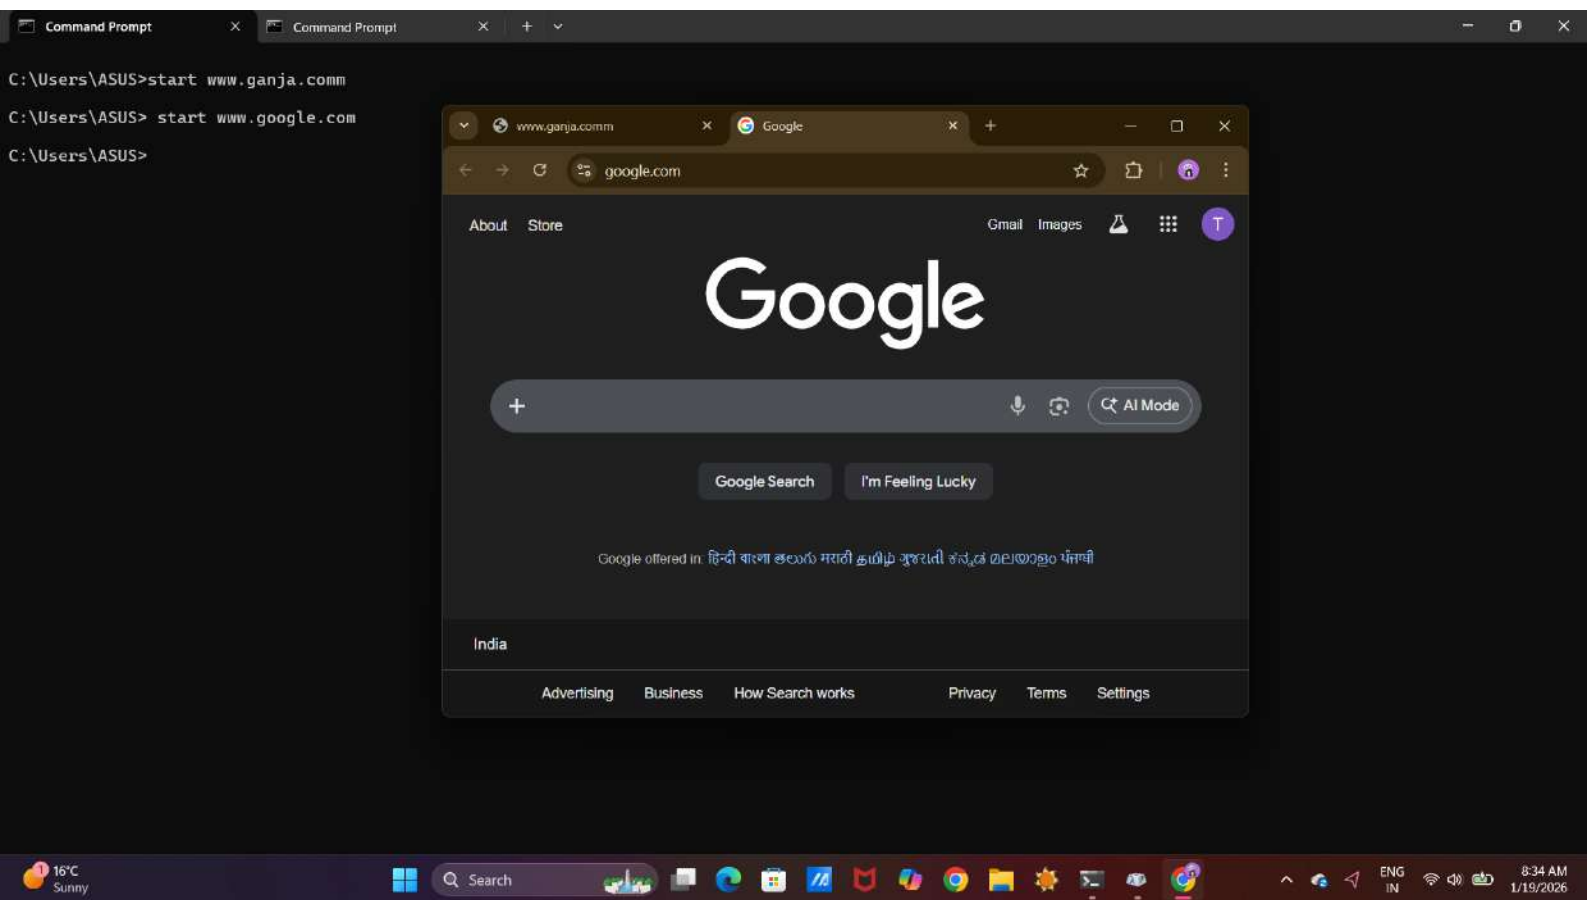 Command Prompt
Command Prompt
C:\Users\ASUS>start www.ganja.comm
C:\Users\ASUS> start www.google.com
C:\Users\ASUS>
www.ganja.comm
Google
google.com
About Store
Gmail Images
T
Google
AI Mode
Google Search
I'm Feeling Lucky
Google offered in: हिन्दी বাংলা తెలుగు मराठी தமிழ் ગુજરાતી ಕನ್ನಡ മലയാളം ਪੰਜਾਬੀ
India
Advertising Business How Search works
Privacy Terms Settings
1
16°C
Sunny
Search
ENG
IN
8:34 AM
1/19/2026